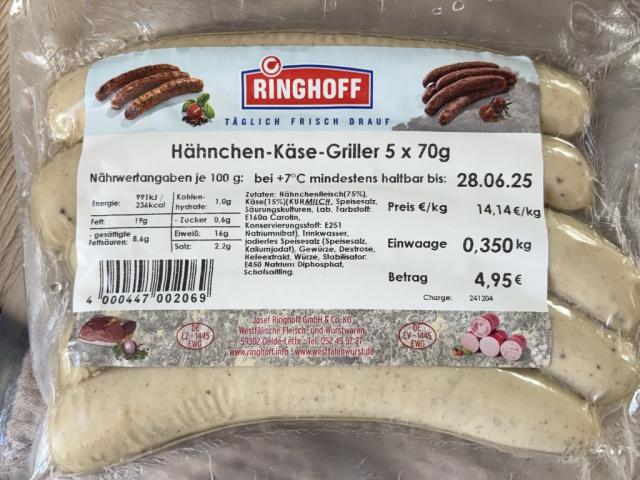 RINGHOFF
TÄGLICH FRISCH DRAUF
Hähnchen-Käse-Griller 5 x 70g
Nährwertangaben je 100 g: bei +7°C mindestens haltbar bis: 28.06.25
Energie: 991kJ / 236kcal
Kohlen-hydrate: 1,0g
Fett: 19g
- Zucker 0,6g
- gesättigte Fettsäuren: 8,6g
Eiweiß: 16g
Salz: 2,2g
Zutaten: Hähnchenfleisch(75%),
Käse(15%)(KUHMILCH, Speisesalz,
Säurungskulturen, Lab, Farbstoff:
E160a Carotin,
Konservierungsstoff: E251
Natriumnitrat), Trinkwasser,
jodiertes Speisesalz (Speisesalz,
Kaliumjodat), Gewürze, Dextrose,
Hefeextrakt, Würze, Stabilisator:
E450 Natrium Diphosphat,
Schafsaitling.
Preis €/kg 14,14€/kg
Einwaage 0,350kg
Betrag 4,95€
Charge: 241204
4 000447 002069
DE
EZ-1445
EWG
Josef Ringhoff GmbH & Co. KG
Westfälische Fleisch- und Wurstwaren
59302 Oelde-Lette · Tel. 052 45 57 27
www.ringhoff.info · www.westfalenwurst.de
DE
EV-1445
EWG